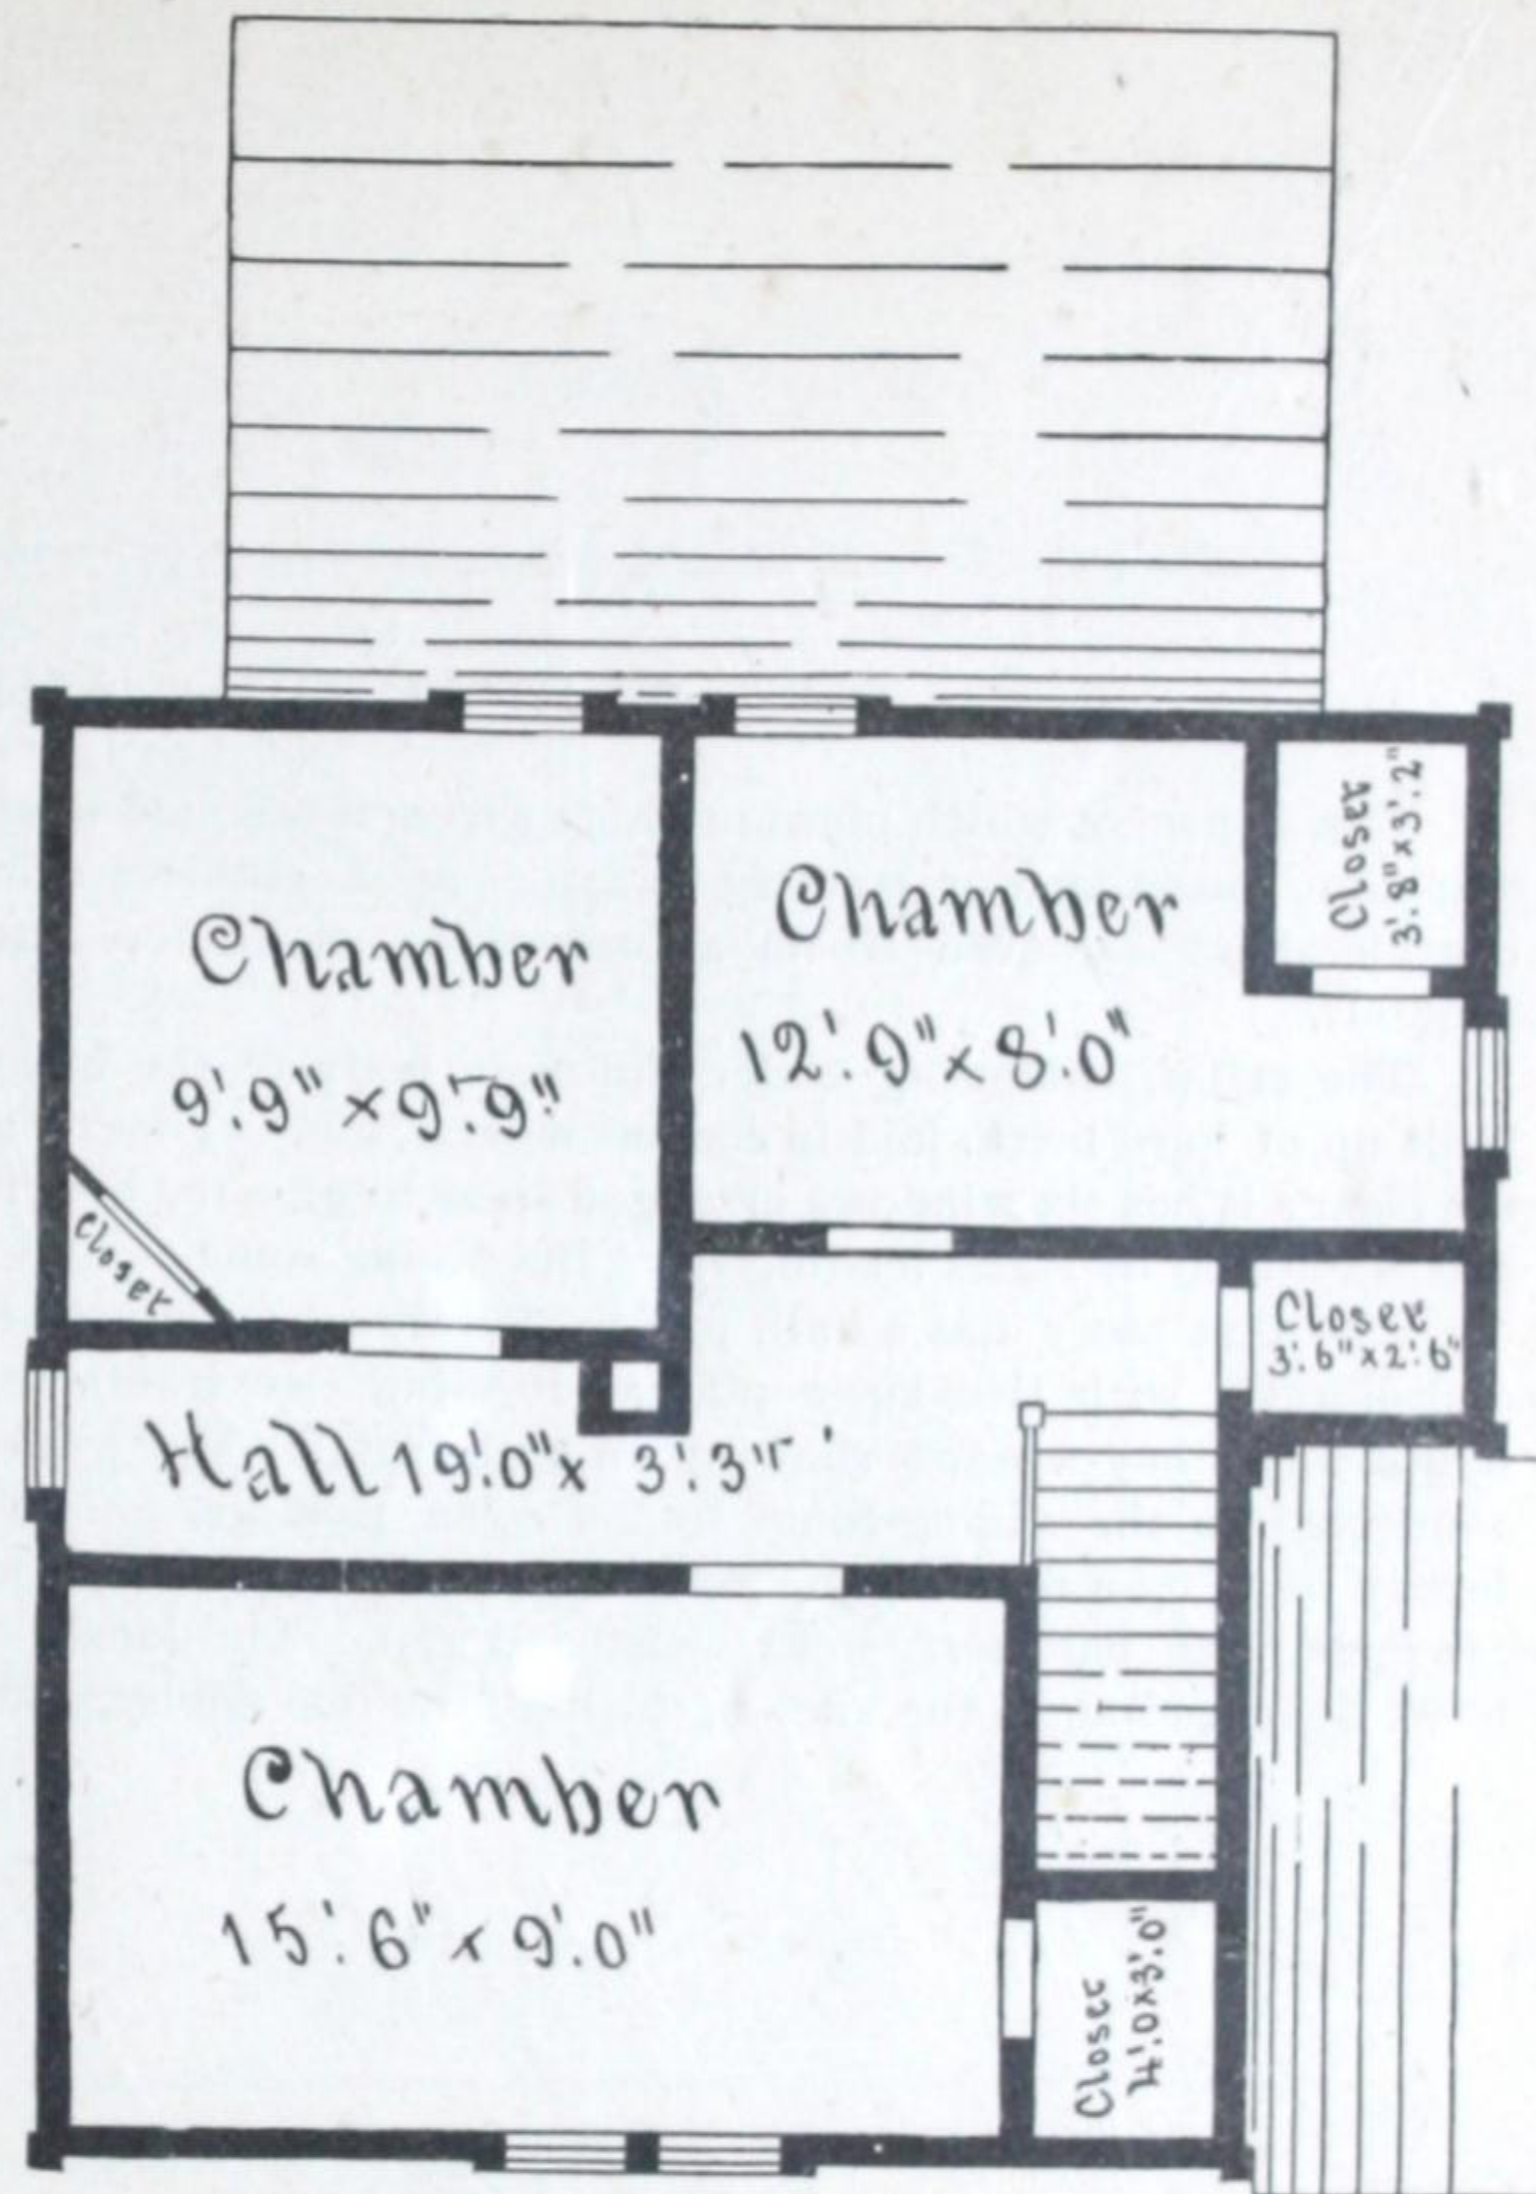 Chamber
9'.9" x 9'.9"
Chamber
12'.9" x 8'.0"
Closet
3'.8" x 3'.2"
Closet
Closet
3'.6" x 2'.6"
Hall 19'.0" x 3'.3"
Chamber
15'.6" x 9'.0"
Closet
4'.0 x 3'.0"